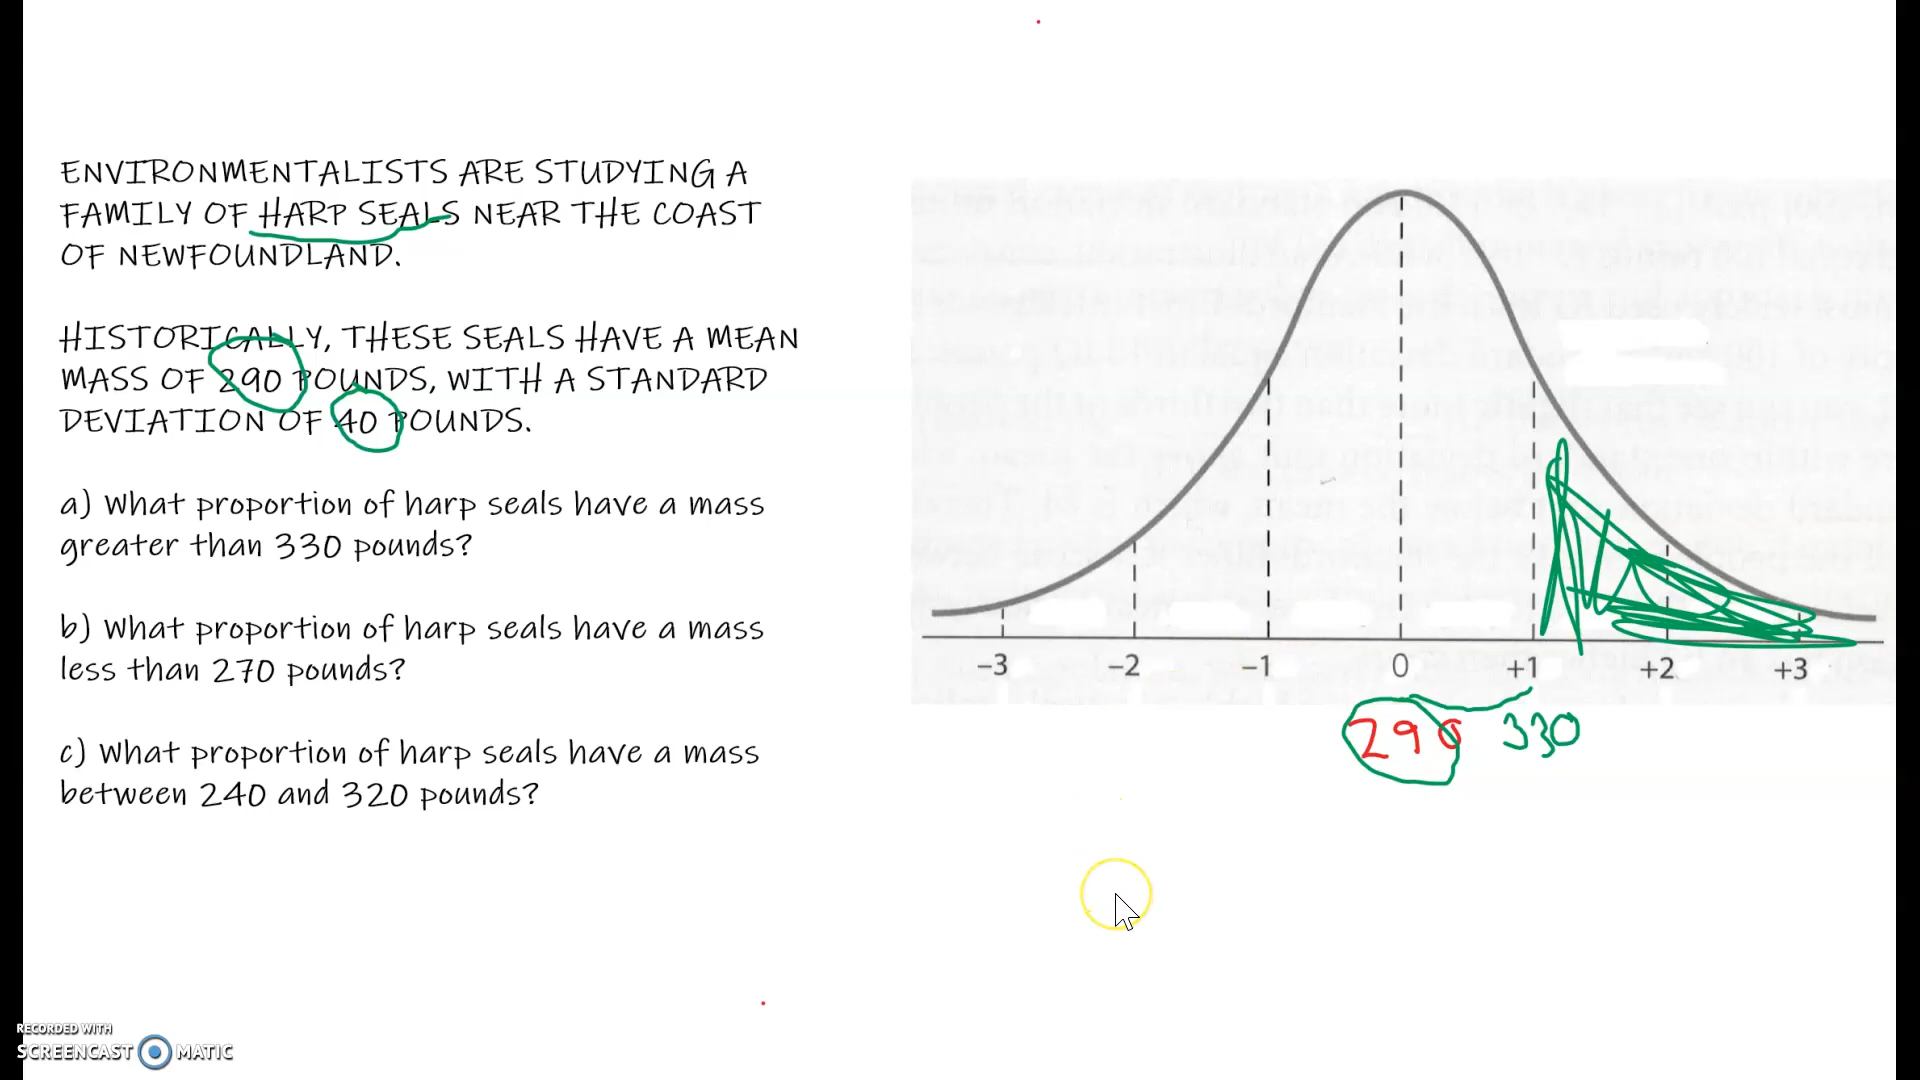 ENVIRONMENTALISTS ARE STUDYING A
FAMILY OF HARP SEALS NEAR THE COAST
OF NEWFOUNDLAND.
HISTORICALLY, THESE SEALS HAVE A MEAN
MASS OF 290 POUNDS, WITH A STANDARD
DEVIATION OF 40 POUNDS.
a) What proportion of harp seals have a mass
greater than 330 pounds?
b) What proportion of harp seals have a mass
less than 270 pounds?
c) What proportion of harp seals have a mass
between 240 and 320 pounds?
-3 -2 -1 0 +1 +2 +3
290 330
RECORDED WITH
SCREENCAST MATIC